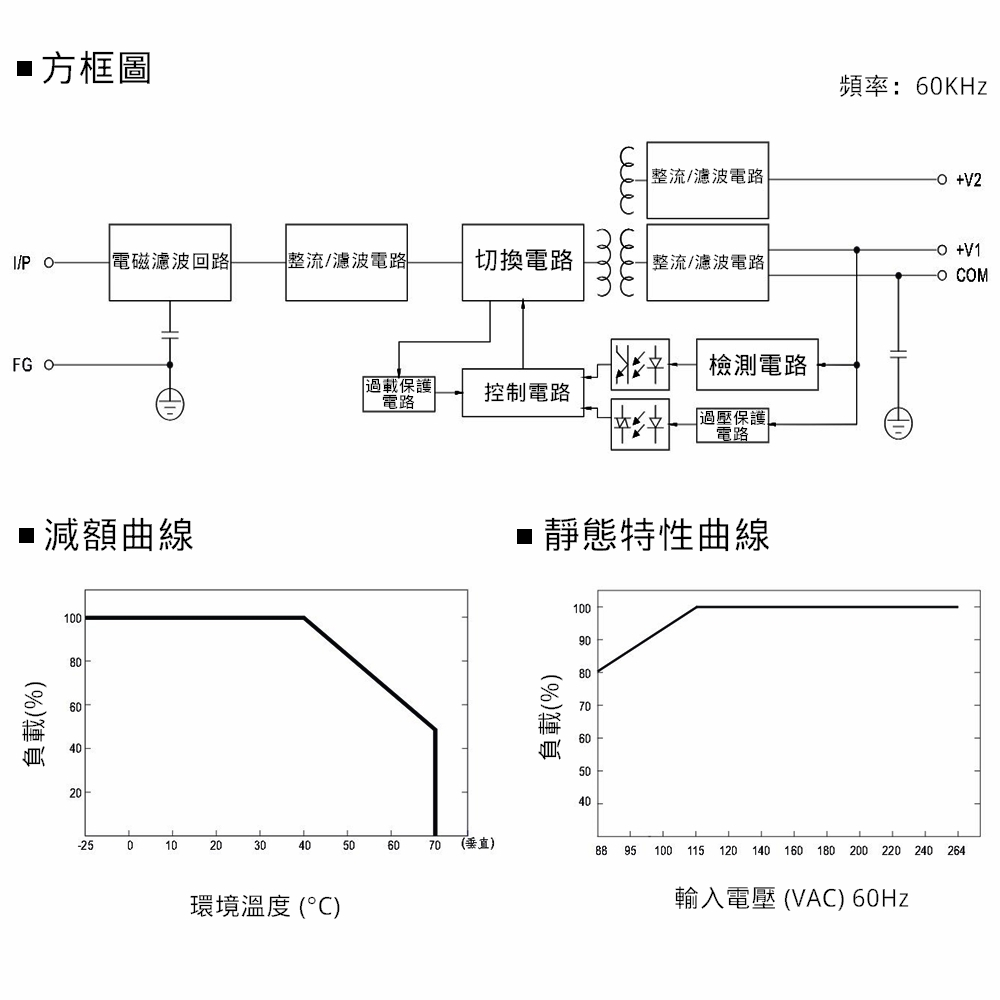 ■方框圖
頻率：60KHz
整流/濾波電路
+V2
I/P
電磁濾波回路
整流/濾波電路
切換電路
整流/濾波電路
+V1
COM
FG
過載保護
電路
控制電路
檢測電路
過壓保護
電路
■減額曲線
負載(%)
100
80
60
40
20
-25 0 10 20 30 40 50 60 70 (垂直)
環境溫度 (°C)
■靜態特性曲線
負載(%)
100
90
80
70
60
50
40
88 95 100 115 120 140 160 180 200 220 240 264
輸入電壓 (VAC) 60Hz